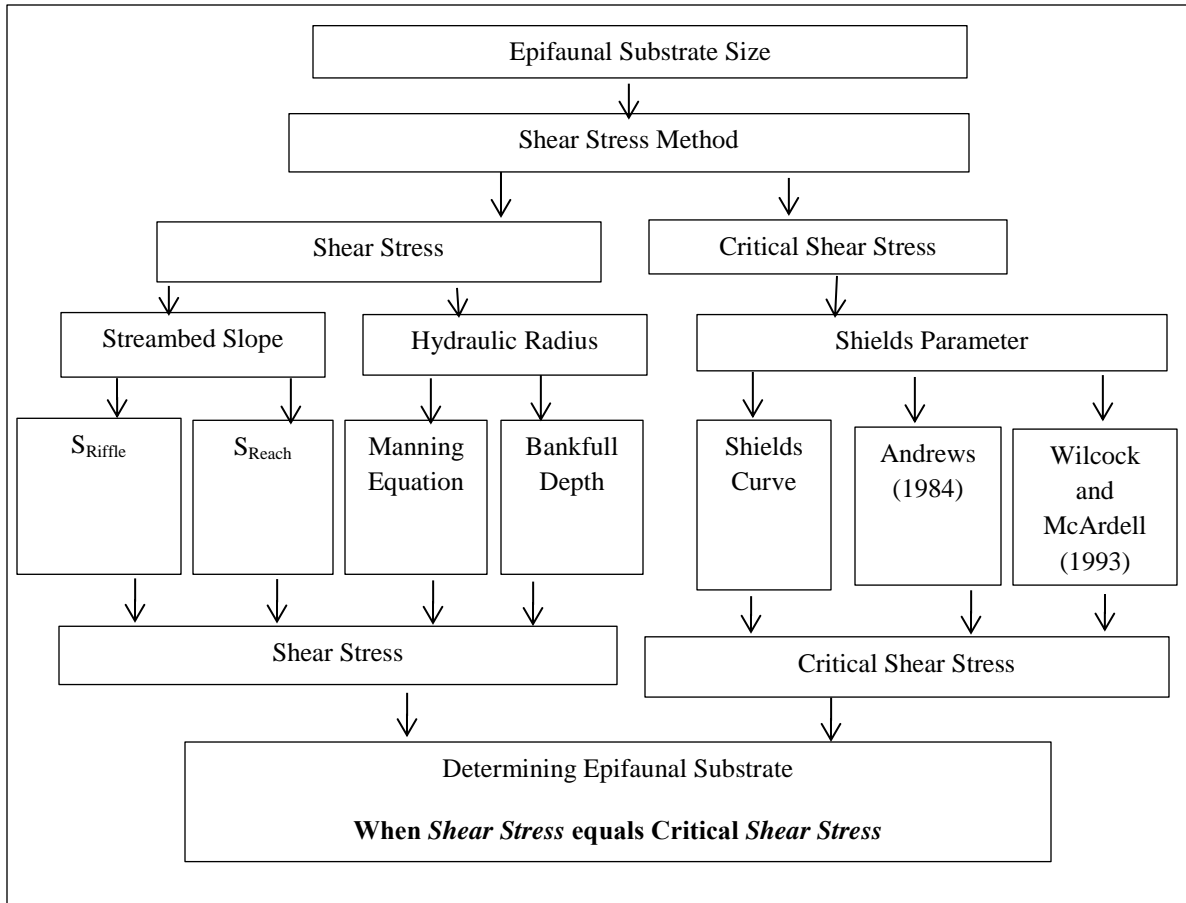 Epifaunal Substrate Size
Shear Stress Method
Shear Stress
Critical Shear Stress
Streambed Slope
Hydraulic Radius
Shields Parameter
SRiffle
SReach
Manning
Equation
Bankfull
Depth
Shields
Curve
Andrews
(1984)
Wilcock
and
McArdell
(1993)
Shear Stress
Critical Shear Stress
Determining Epifaunal Substrate
When Shear Stress equals Critical Shear Stress